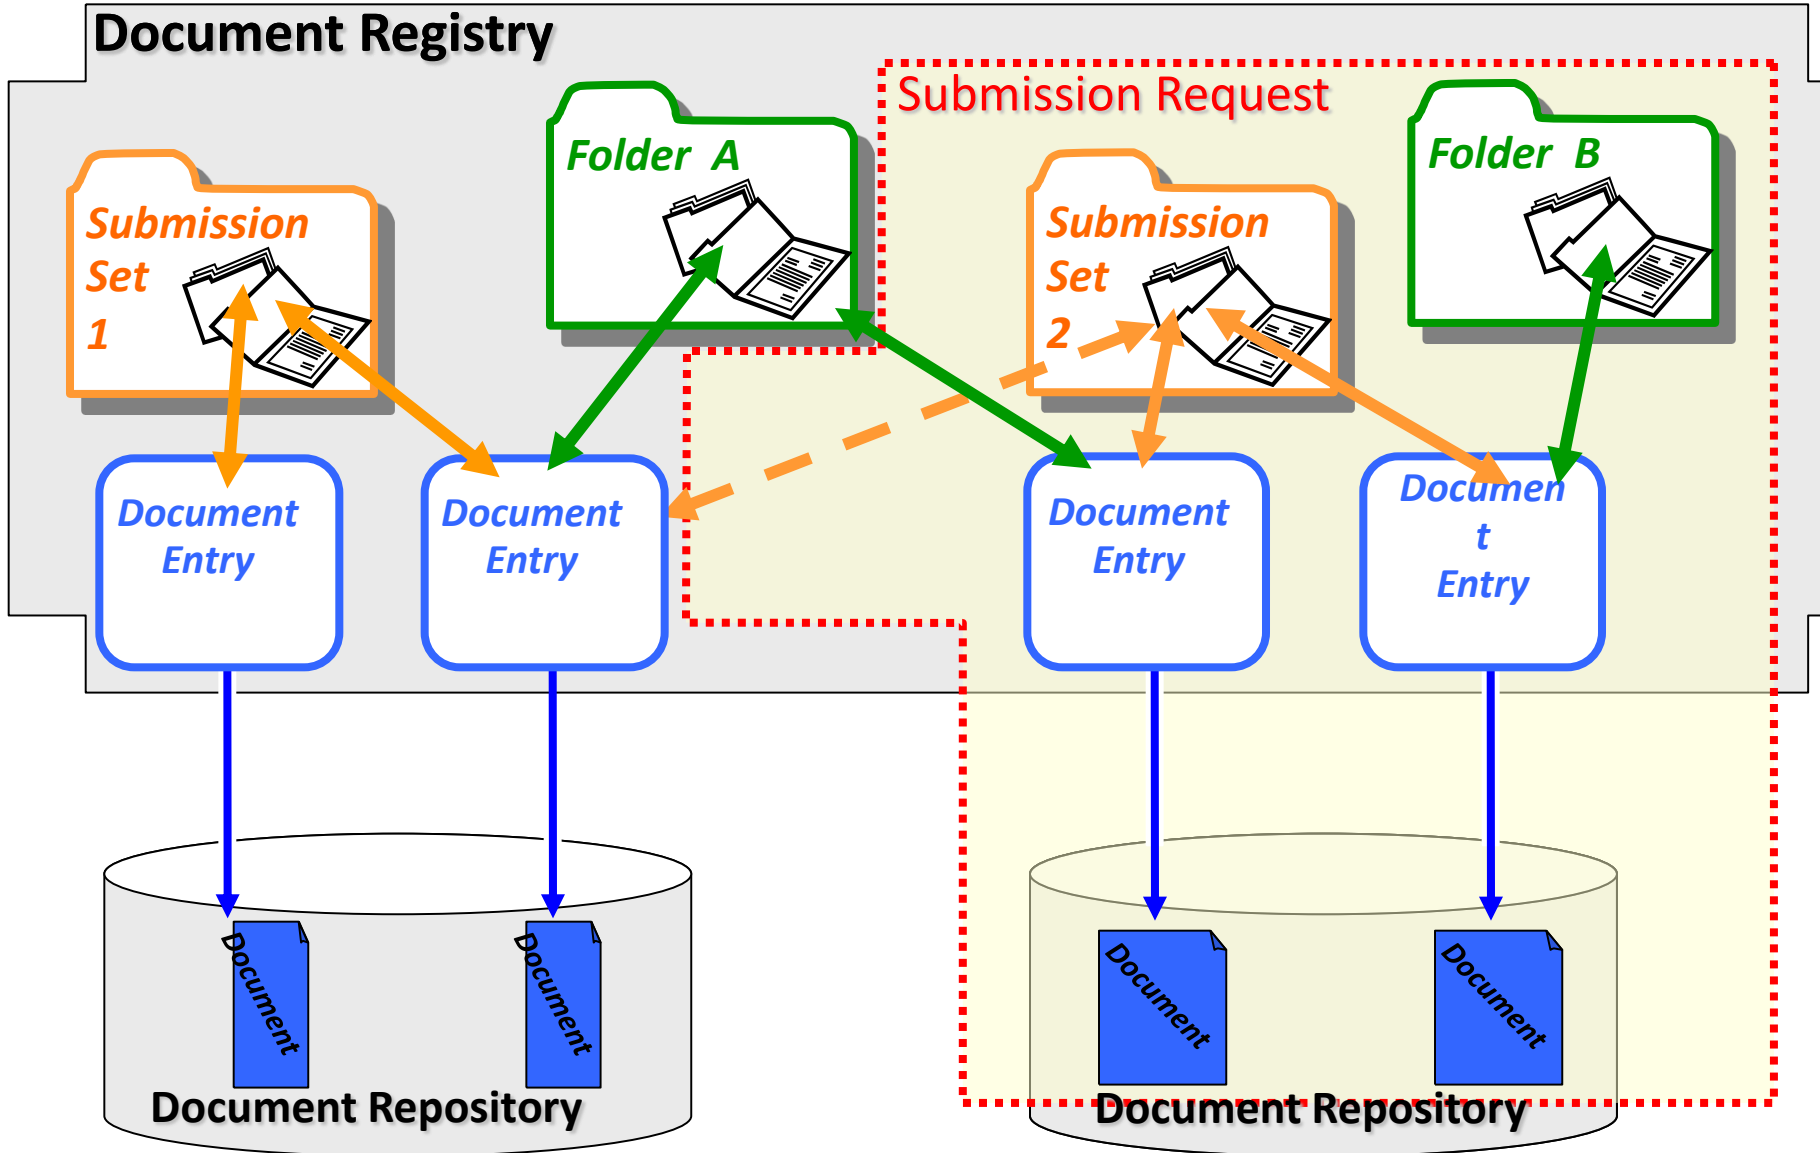 Document Registry
Submission Request
Folder A
Folder B
Submission
Set
1
Submission
Set
2
Document
Entry
Document
Entry
Document
Entry
Documen
t
Entry
Document
Document
Document
Document
Document Repository
Document Repository